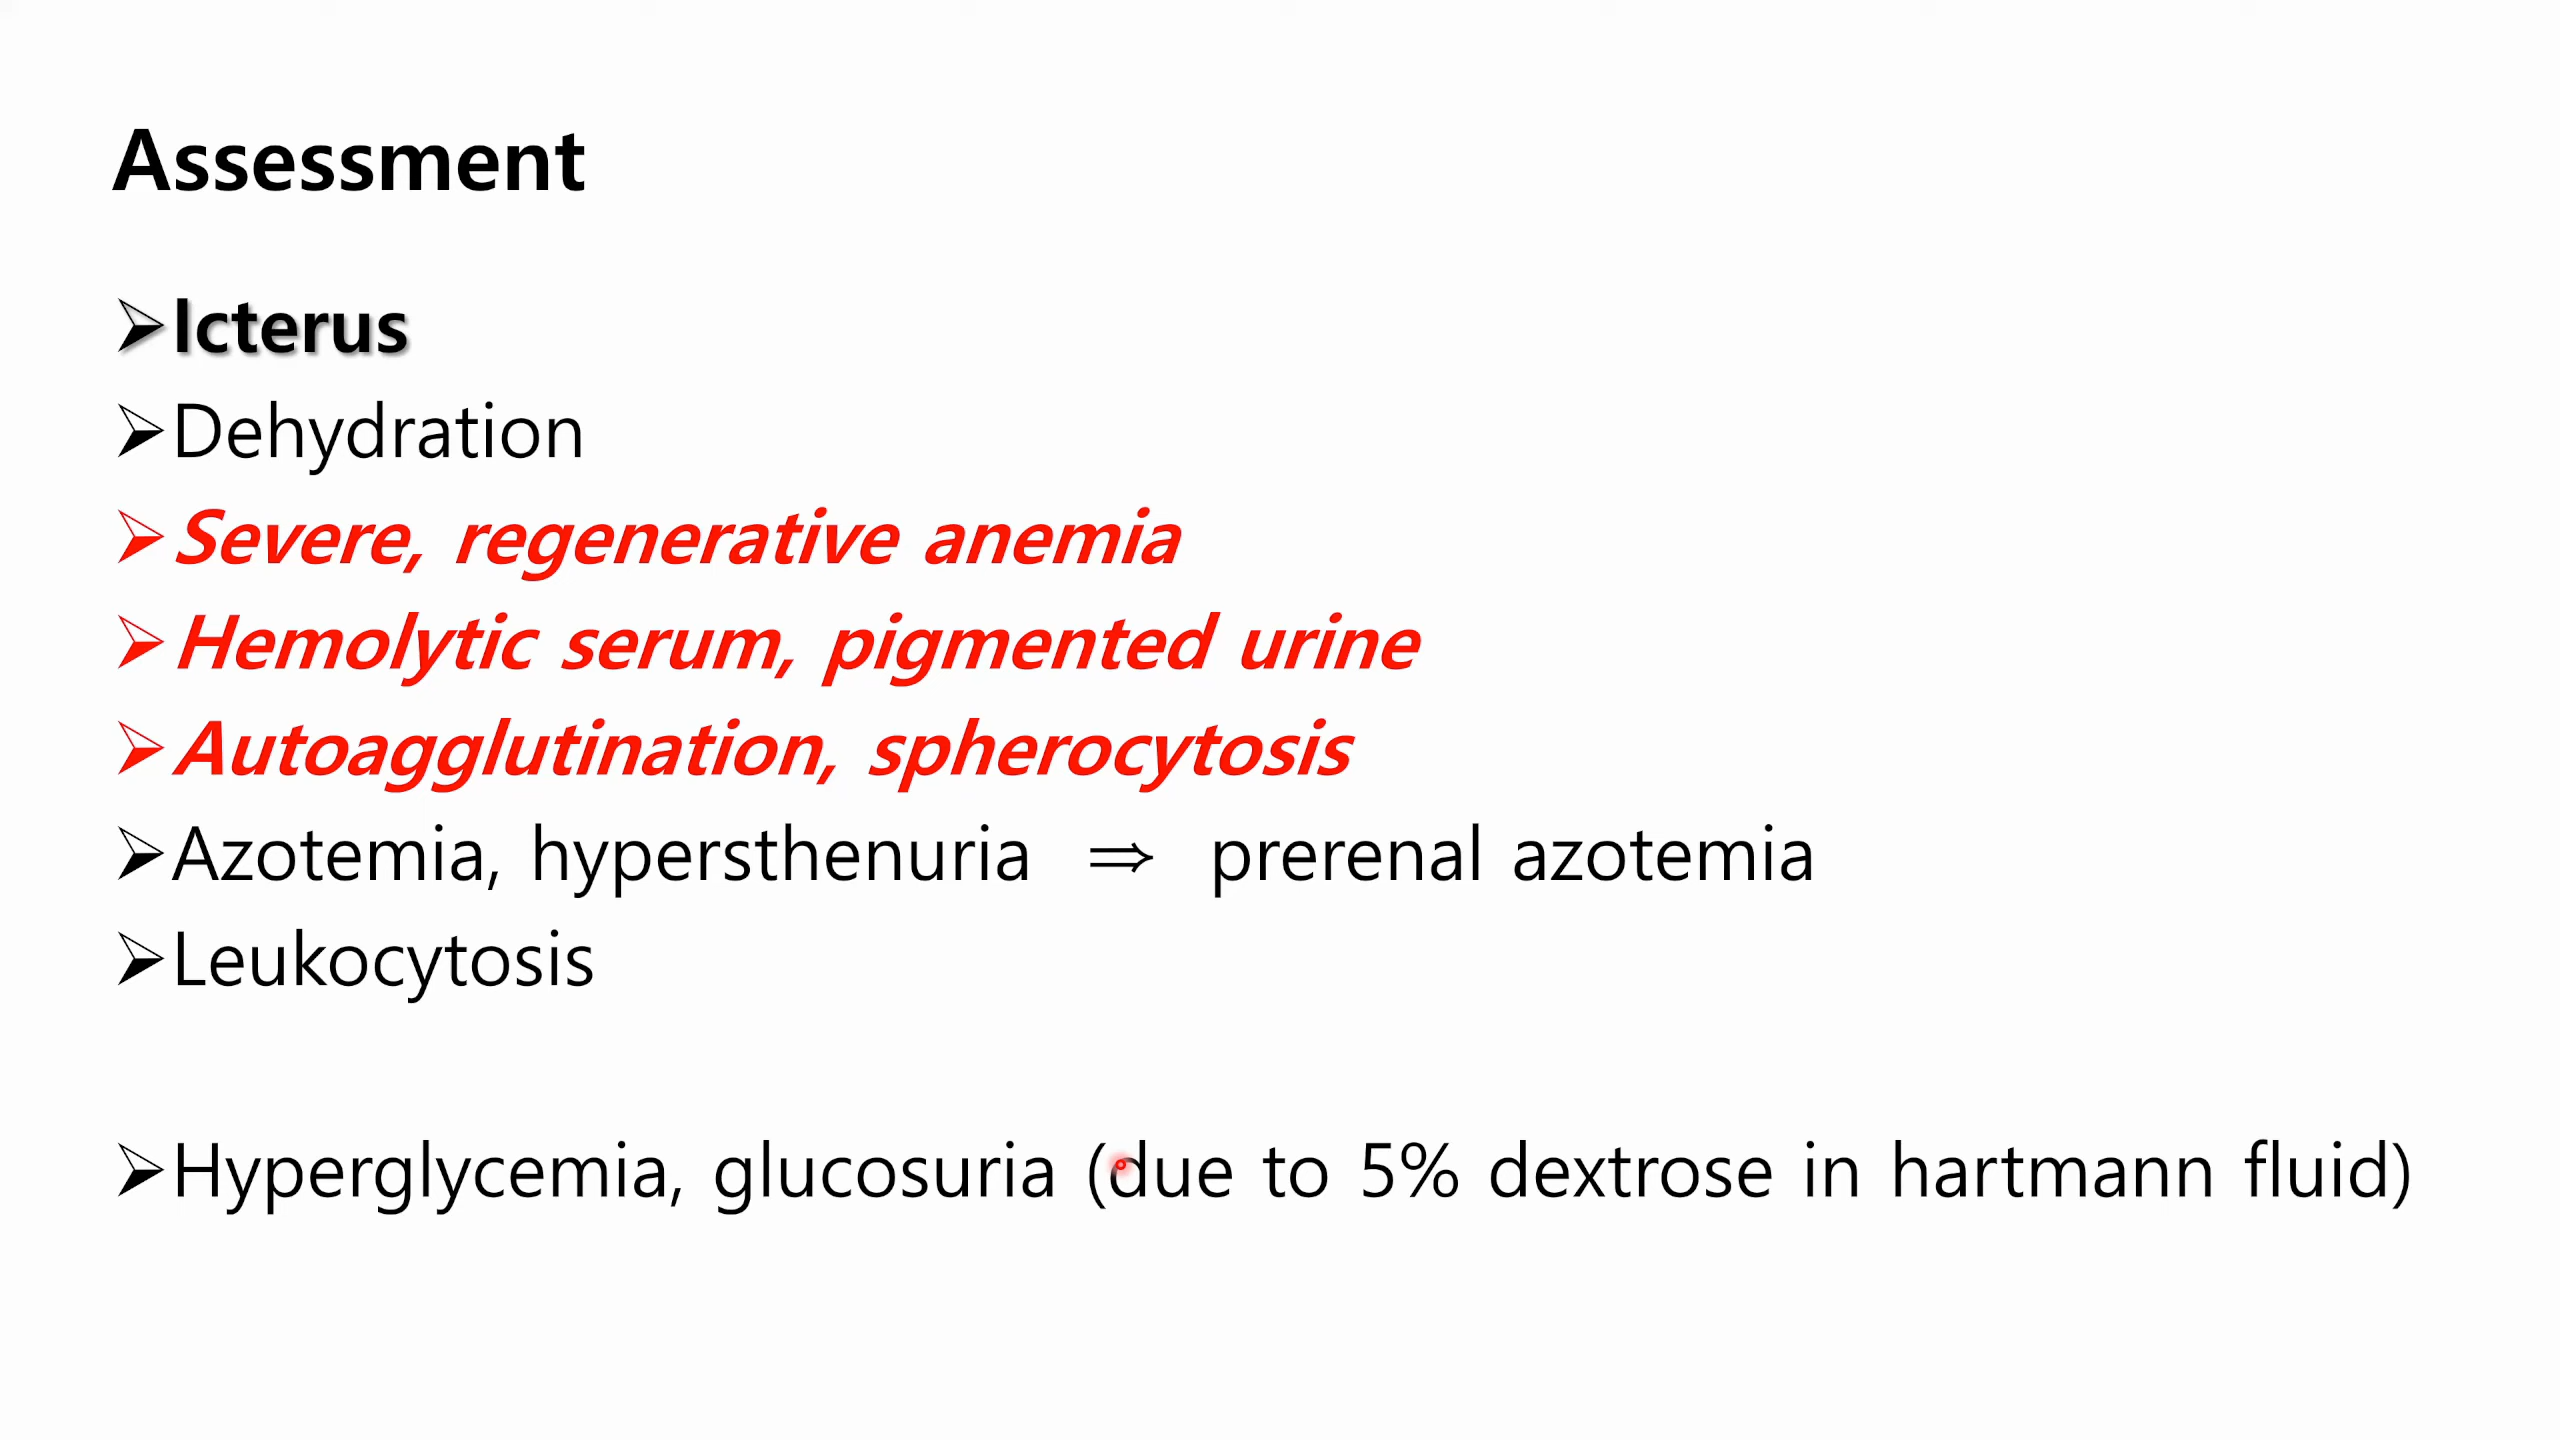 Assessment
➢Icterus
➢Dehydration
➢Severe, regenerative anemia
➢Hemolytic serum, pigmented urine
➢Autoagglutination, spherocytosis
➢Azotemia, hypersthenuria ⇒ prerenal azotemia
➢Leukocytosis
➢Hyperglycemia, glucosuria (due to 5% dextrose in hartmann fluid)